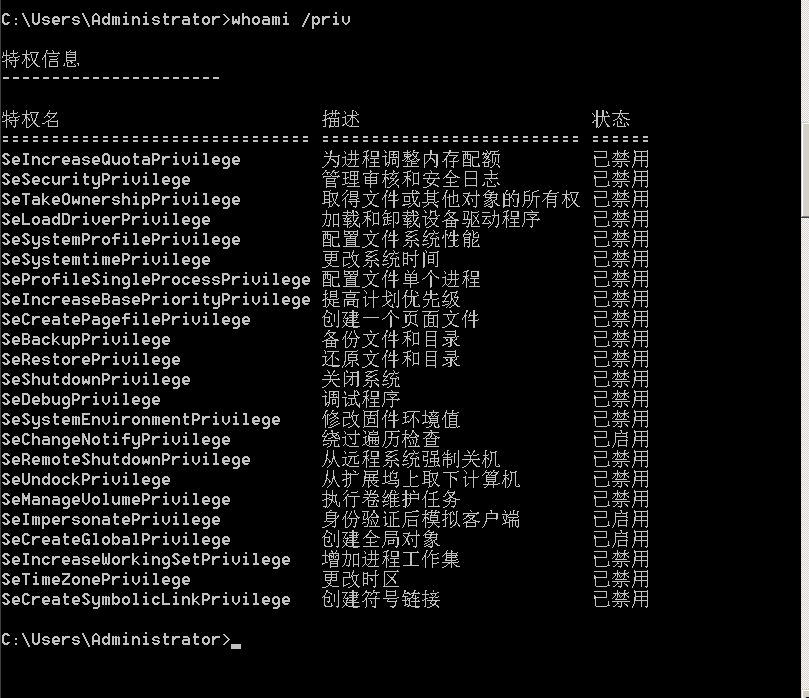 C:\Users\Administrator>whoami /priv
特权信息
----------------------
特权名 描述 状态
=============================== ========================== ======
SeIncreaseQuotaPrivilege 为进程调整内存配额 已禁用
SeSecurityPrivilege 管理审核和安全日志 已禁用
SeTakeOwnershipPrivilege 取得文件或其他对象的所有权 已禁用
SeLoadDriverPrivilege 加载和卸载设备驱动程序 已禁用
SeSystemProfilePrivilege 配置文件系统性能 已禁用
SeSystemtimePrivilege 更改系统时间 已禁用
SeProfileSingleProcessPrivilege 配置文件单个进程 已禁用
SeIncreaseBasePriorityPrivilege 提高计划优先级 已禁用
SeCreatePagefilePrivilege 创建一个页面文件 已禁用
SeBackupPrivilege 备份文件和目录 已禁用
SeRestorePrivilege 还原文件和目录 已禁用
SeShutdownPrivilege 关闭系统 已禁用
SeDebugPrivilege 调试程序 已禁用
SeSystemEnvironmentPrivilege 修改固件环境值 已禁用
SeChangeNotifyPrivilege 绕过遍历检查 已启用
SeRemoteShutdownPrivilege 从远程系统强制关机 已禁用
SeUndockPrivilege 从扩展坞上取下计算机 已禁用
SeManageVolumePrivilege 执行卷维护任务 已禁用
SeImpersonatePrivilege 身份验证后模拟客户端 已启用
SeCreateGlobalPrivilege 创建全局对象 已启用
SeIncreaseWorkingSetPrivilege 增加进程工作集 已禁用
SeTimeZonePrivilege 更改时区 已禁用
SeCreateSymbolicLinkPrivilege 创建符号链接 已禁用
C:\Users\Administrator>